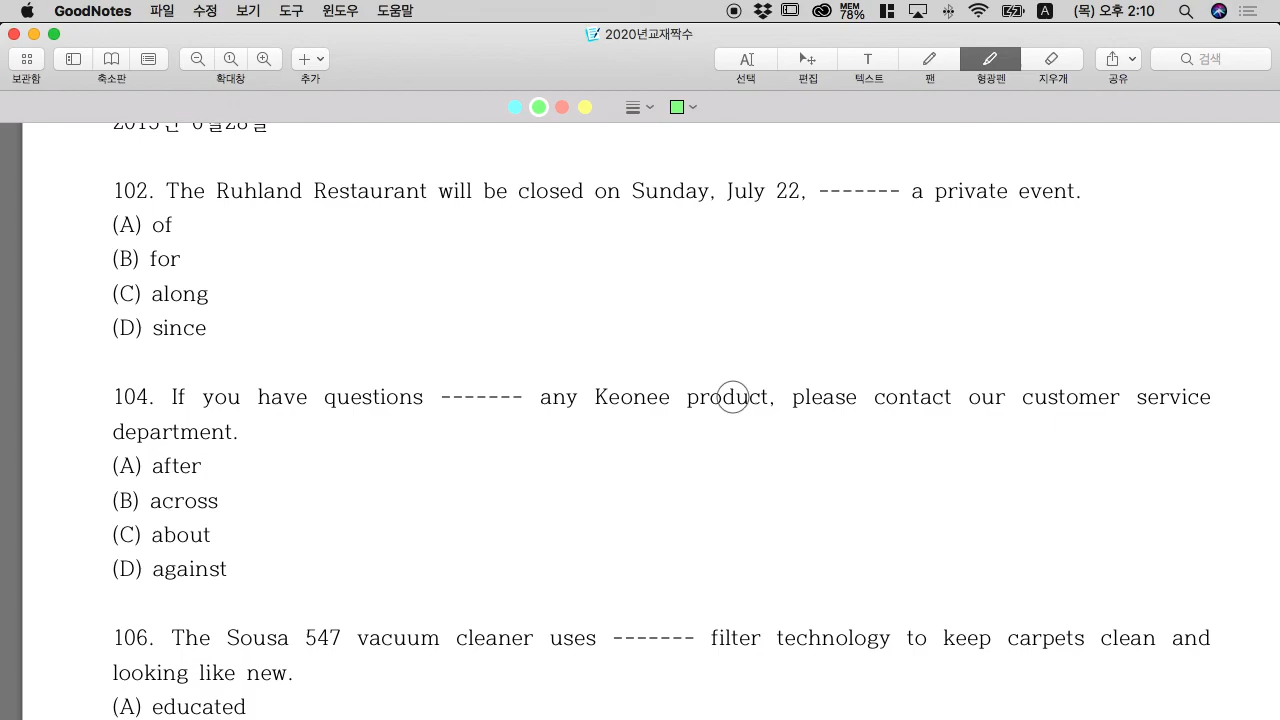 GoodNotes 파일 수정 보기 도구 윈도우 도움말 MEM 78% A (목) 오후 2:10
2020년교재짝수
보관함 축소판 확대창 추가 선택 편집 텍스트 펜 형광펜 지우개 공유 검색
102. The Ruhland Restaurant will be closed on Sunday, July 22, ------- a private event.
(A) of
(B) for
(C) along
(D) since
104. If you have questions ------- any Keonee product, please contact our customer service
department.
(A) after
(B) across
(C) about
(D) against
106. The Sousa 547 vacuum cleaner uses ------- filter technology to keep carpets clean and
looking like new.
(A) educated